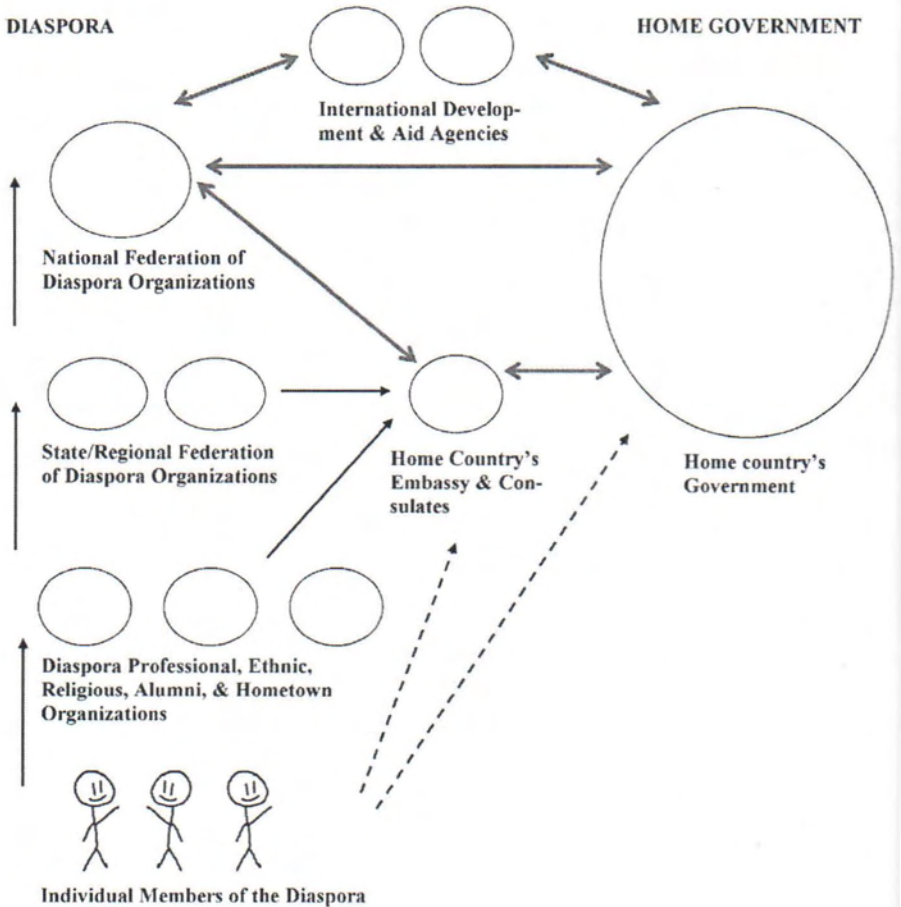 DIASPORA
HOME GOVERNMENT
International Develop-
ment & Aid Agencies
National Federation of
Diaspora Organizations
State/Regional Federation
of Diaspora Organizations
Home Country's
Embassy & Con-
sulates
Home country's
Government
Diaspora Professional, Ethnic,
Religious, Alumni, & Hometown
Organizations
Individual Members of the Diaspora